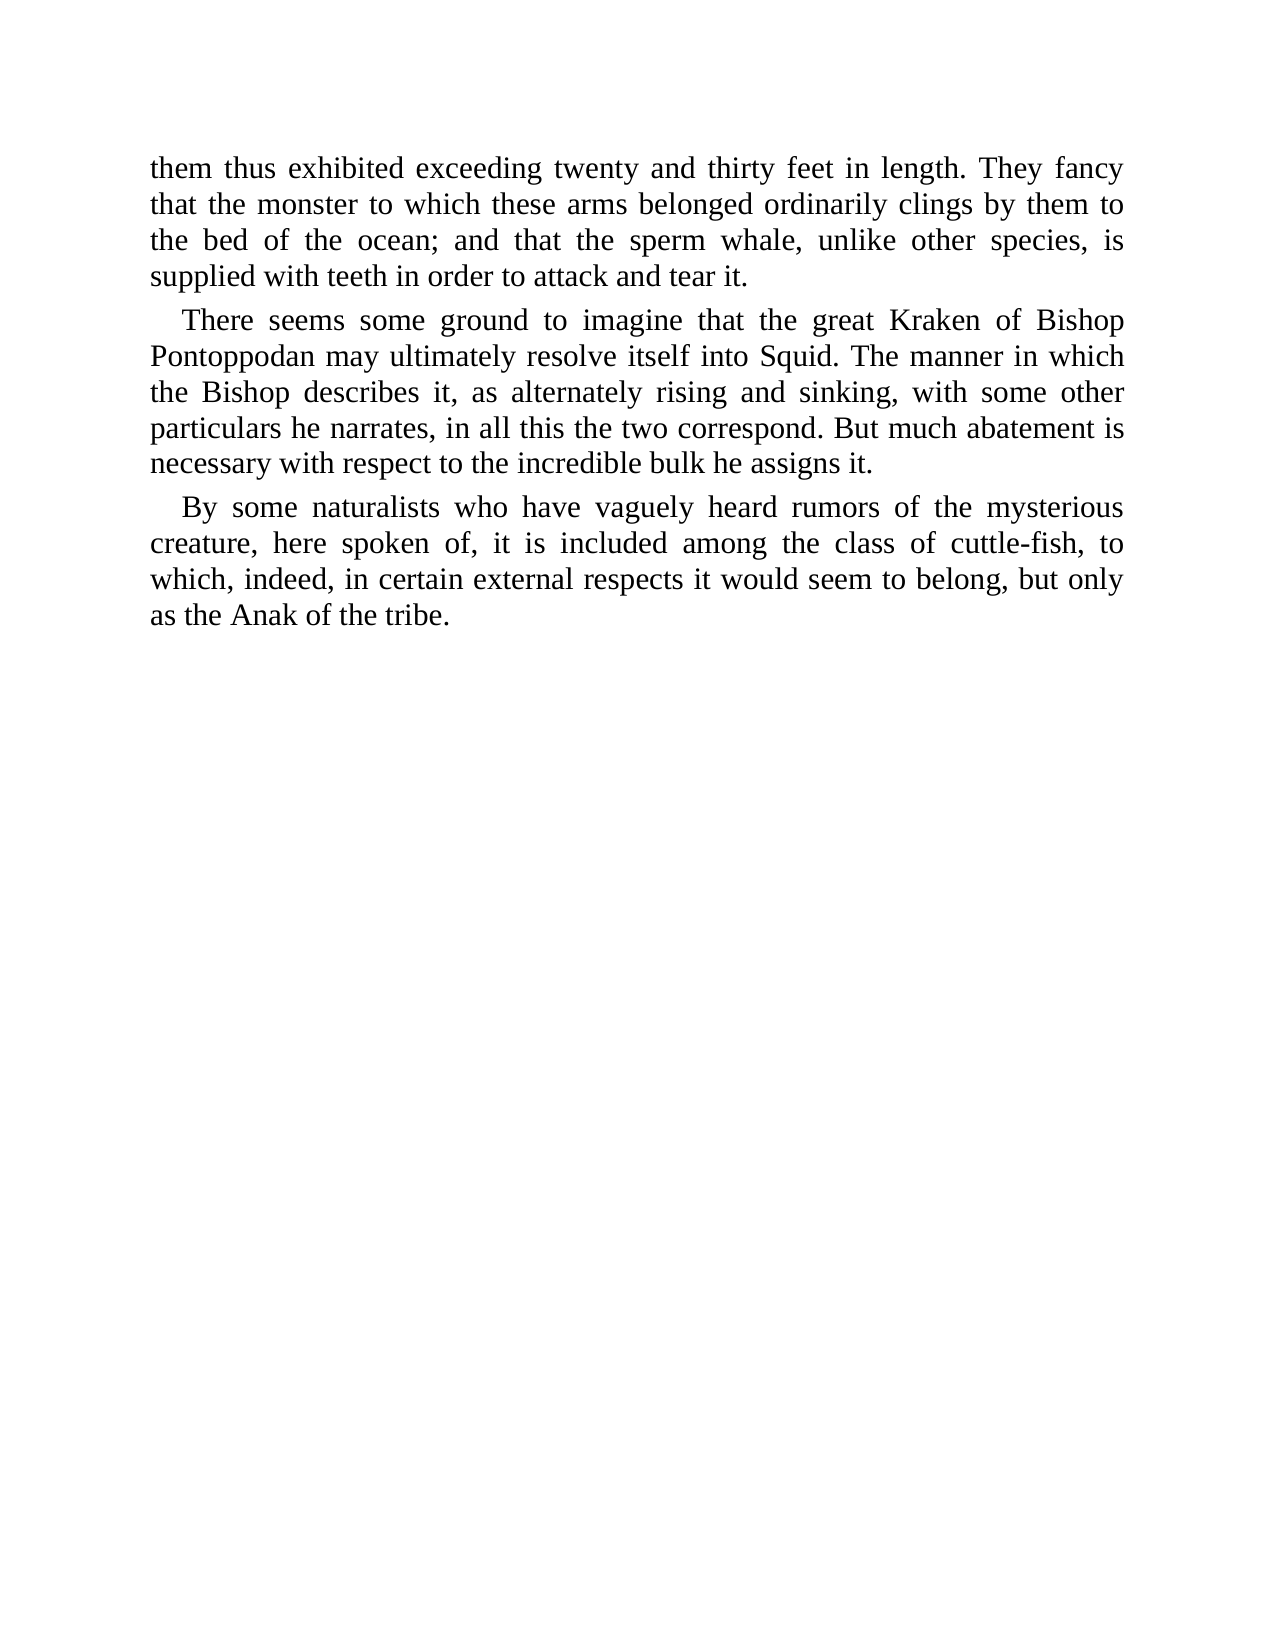 them thus exhibited exceeding twenty and thirty feet in length. They fancy
that the monster to which these arms belonged ordinarily clings by them to
the bed of the ocean; and that the sperm whale, unlike other species, is
supplied with teeth in order to attack and tear it.
There seems some ground to imagine that the great Kraken of Bishop
Pontoppodan may ultimately resolve itself into Squid. The manner in which
the Bishop describes it, as alternately rising and sinking, with some other
particulars he narrates, in all this the two correspond. But much abatement is
necessary with respect to the incredible bulk he assigns it.
By some naturalists who have vaguely heard rumors of the mysterious
creature, here spoken of, it is included among the class of cuttle-fish, to
which, indeed, in certain external respects it would seem to belong, but only
as the Anak of the tribe.